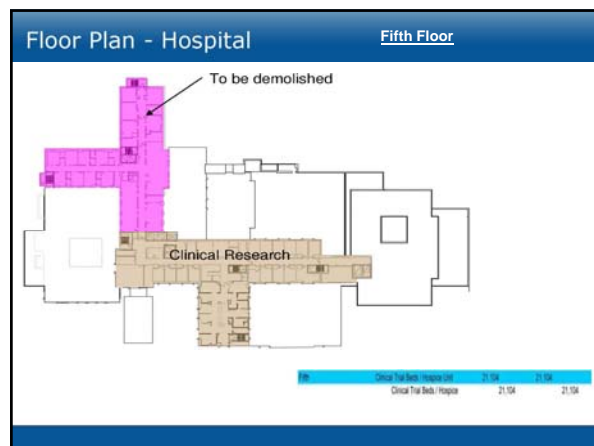 Floor Plan - Hospital
Fifth Floor
To be demolished
Clinical Research
Fifth Clinical Trial Beds / Hospice Unit 21,104 21,104
Clinical Trial Beds / Hospice 21,104 21,104